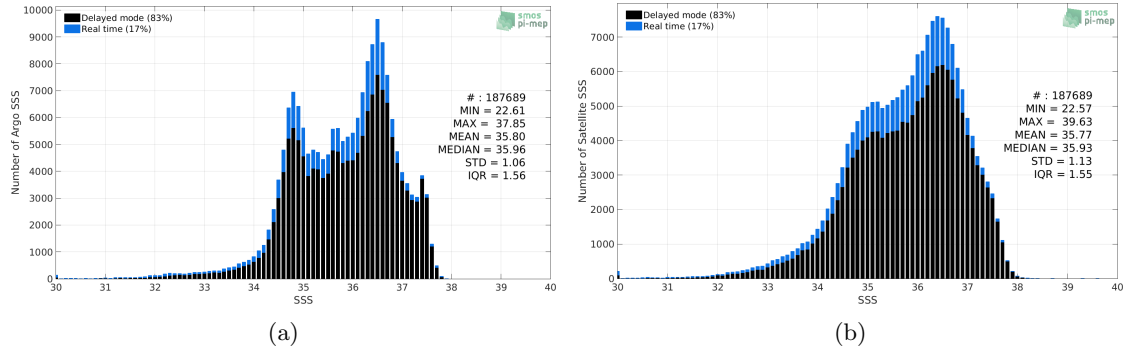 Delayed mode (83%)
Real time (17%)
smos
pi-mep
Number of Argo SSS
10000
9000
8000
7000
6000
5000
4000
3000
2000
1000
0
# : 187689
MIN = 22.61
MAX = 37.85
MEAN = 35.80
MEDIAN = 35.96
STD = 1.06
IQR = 1.56
30 31 32 33 34 35 36 37 38 39 40
SSS
(a)
Delayed mode (83%)
Real time (17%)
smos
pi-mep
Number of Satellite SSS
7000
6000
5000
4000
3000
2000
1000
0
# : 187689
MIN = 22.57
MAX = 39.63
MEAN = 35.77
MEDIAN = 35.93
STD = 1.13
IQR = 1.55
30 31 32 33 34 35 36 37 38 39 40
SSS
(b)